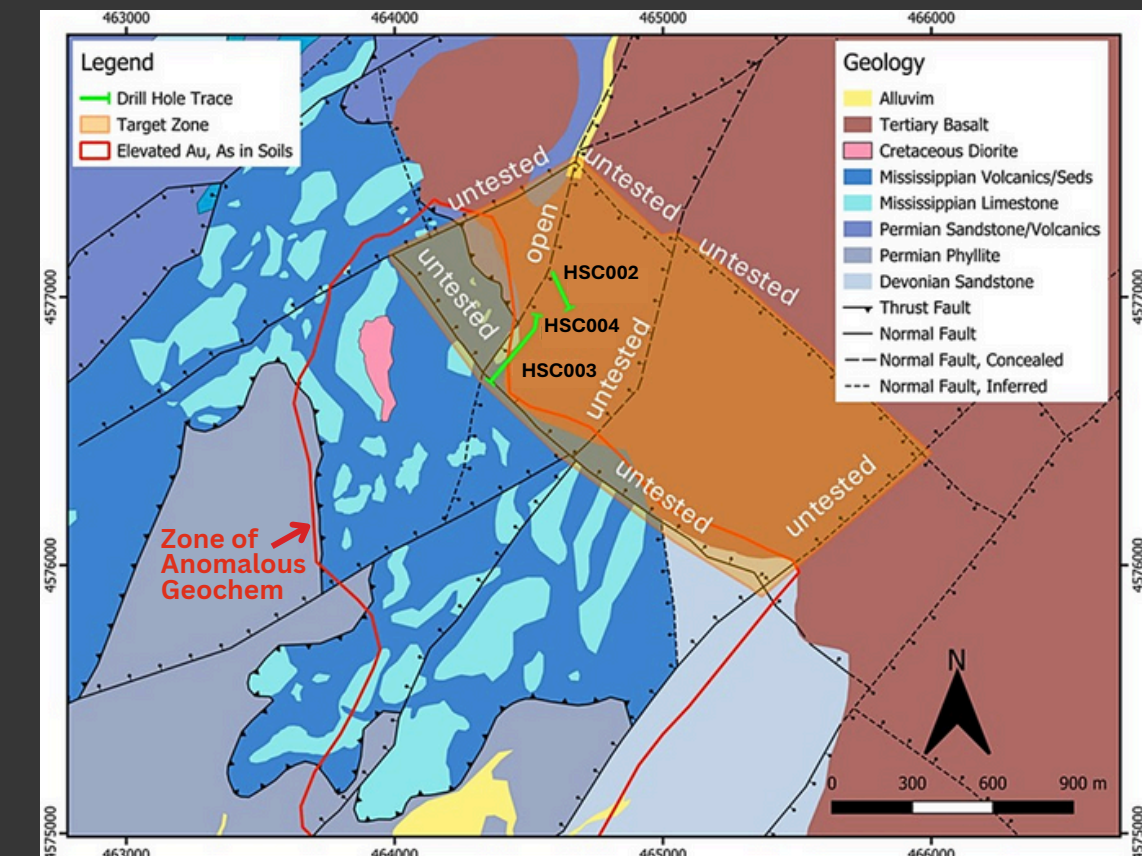 463000
464000
465000
466000
Legend
Drill Hole Trace
Target Zone
Elevated Au, As in Soils
Geology
Alluvim
Tertiary Basalt
Cretaceous Diorite
Mississippian Volcanics/Seds
Mississippian Limestone
Permian Sandstone/Volcanics
Permian Phyllite
Devonian Sandstone
Thrust Fault
Normal Fault
Normal Fault, Concealed
Normal Fault, Inferred
untested
untested
open
untested
untested
HSC002
HSC004
HSC003
untested
untested
untested
4577000
4577000
Zone of
Anomalous
Geochem
4576000
4576000
N
0 300 600 900 m
4575000
4575000
463000
464000
465000
466000